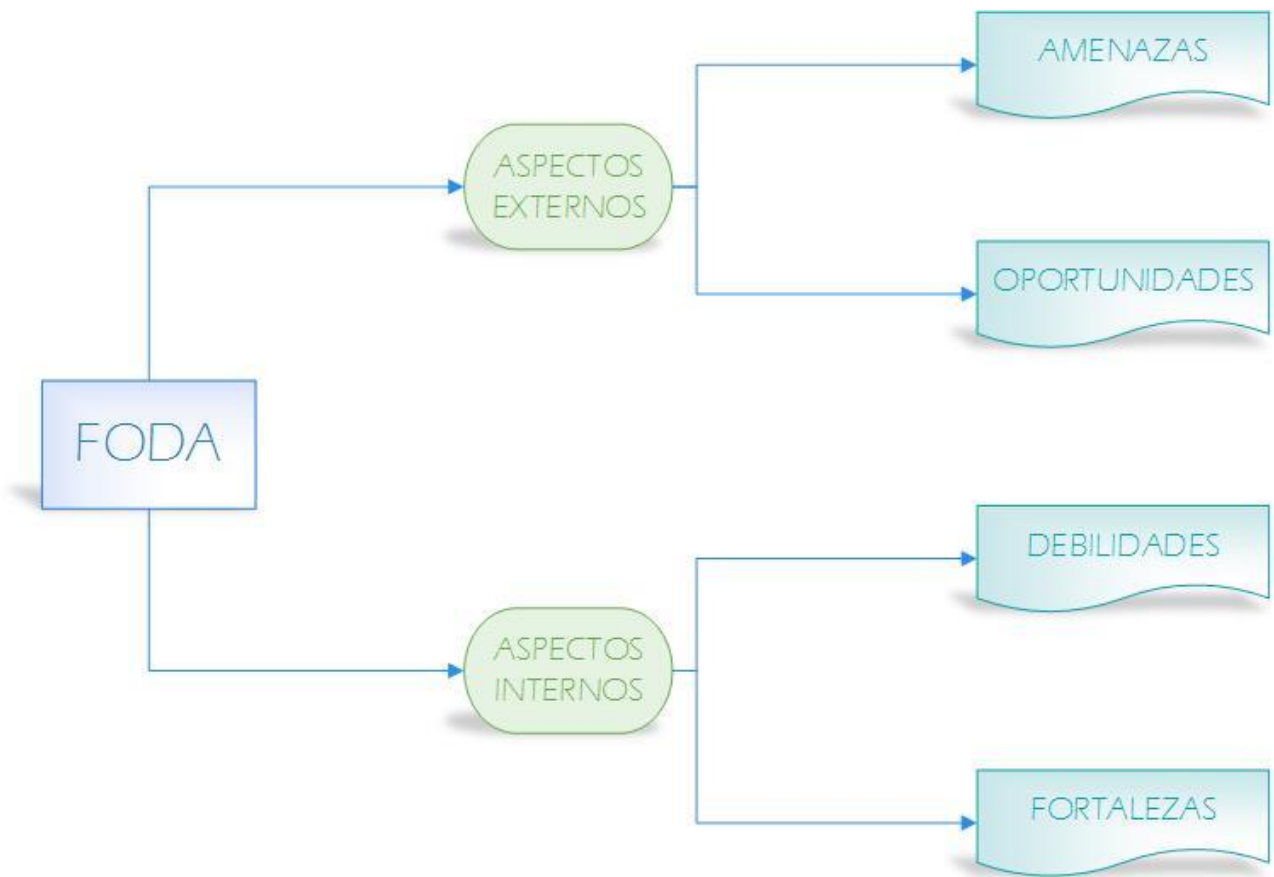 AMENAZAS
ASPECTOS
EXTERNOS
OPORTUNIDADES
FODA
DEBILIDADES
ASPECTOS
INTERNOS
FORTALEZAS